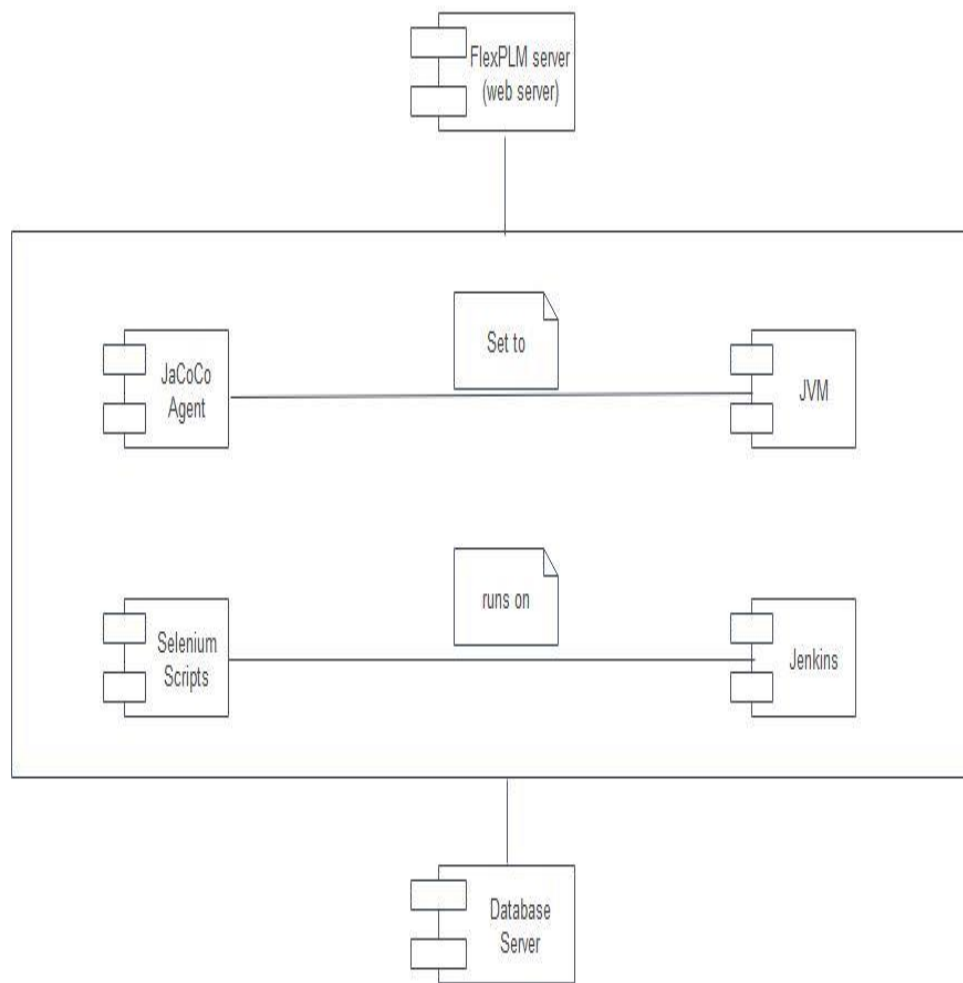 FlexPLM server
(web server)
Set to
JaCoCo
Agent
JVM
runs on
Selenium
Scripts
Jenkins
Database
Server